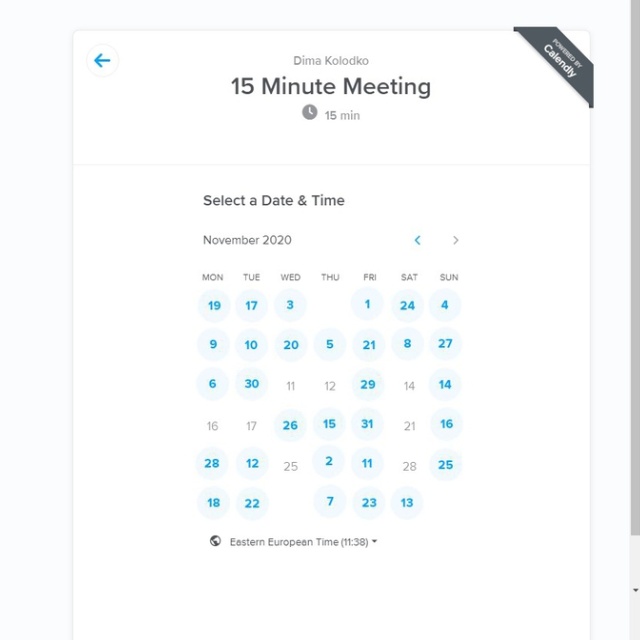 Dima Kolodko
15 Minute Meeting
15 min
POWERED BY
Calendly
Select a Date & Time
November 2020
MON TUE WED THU FRI SAT SUN
19 17 3 1 24 4
9 10 20 5 21 8 27
6 30 11 12 29 14 14
16 17 26 15 31 21 16
28 12 25 2 11 28 25
18 22 7 23 13
Eastern European Time (11:38)